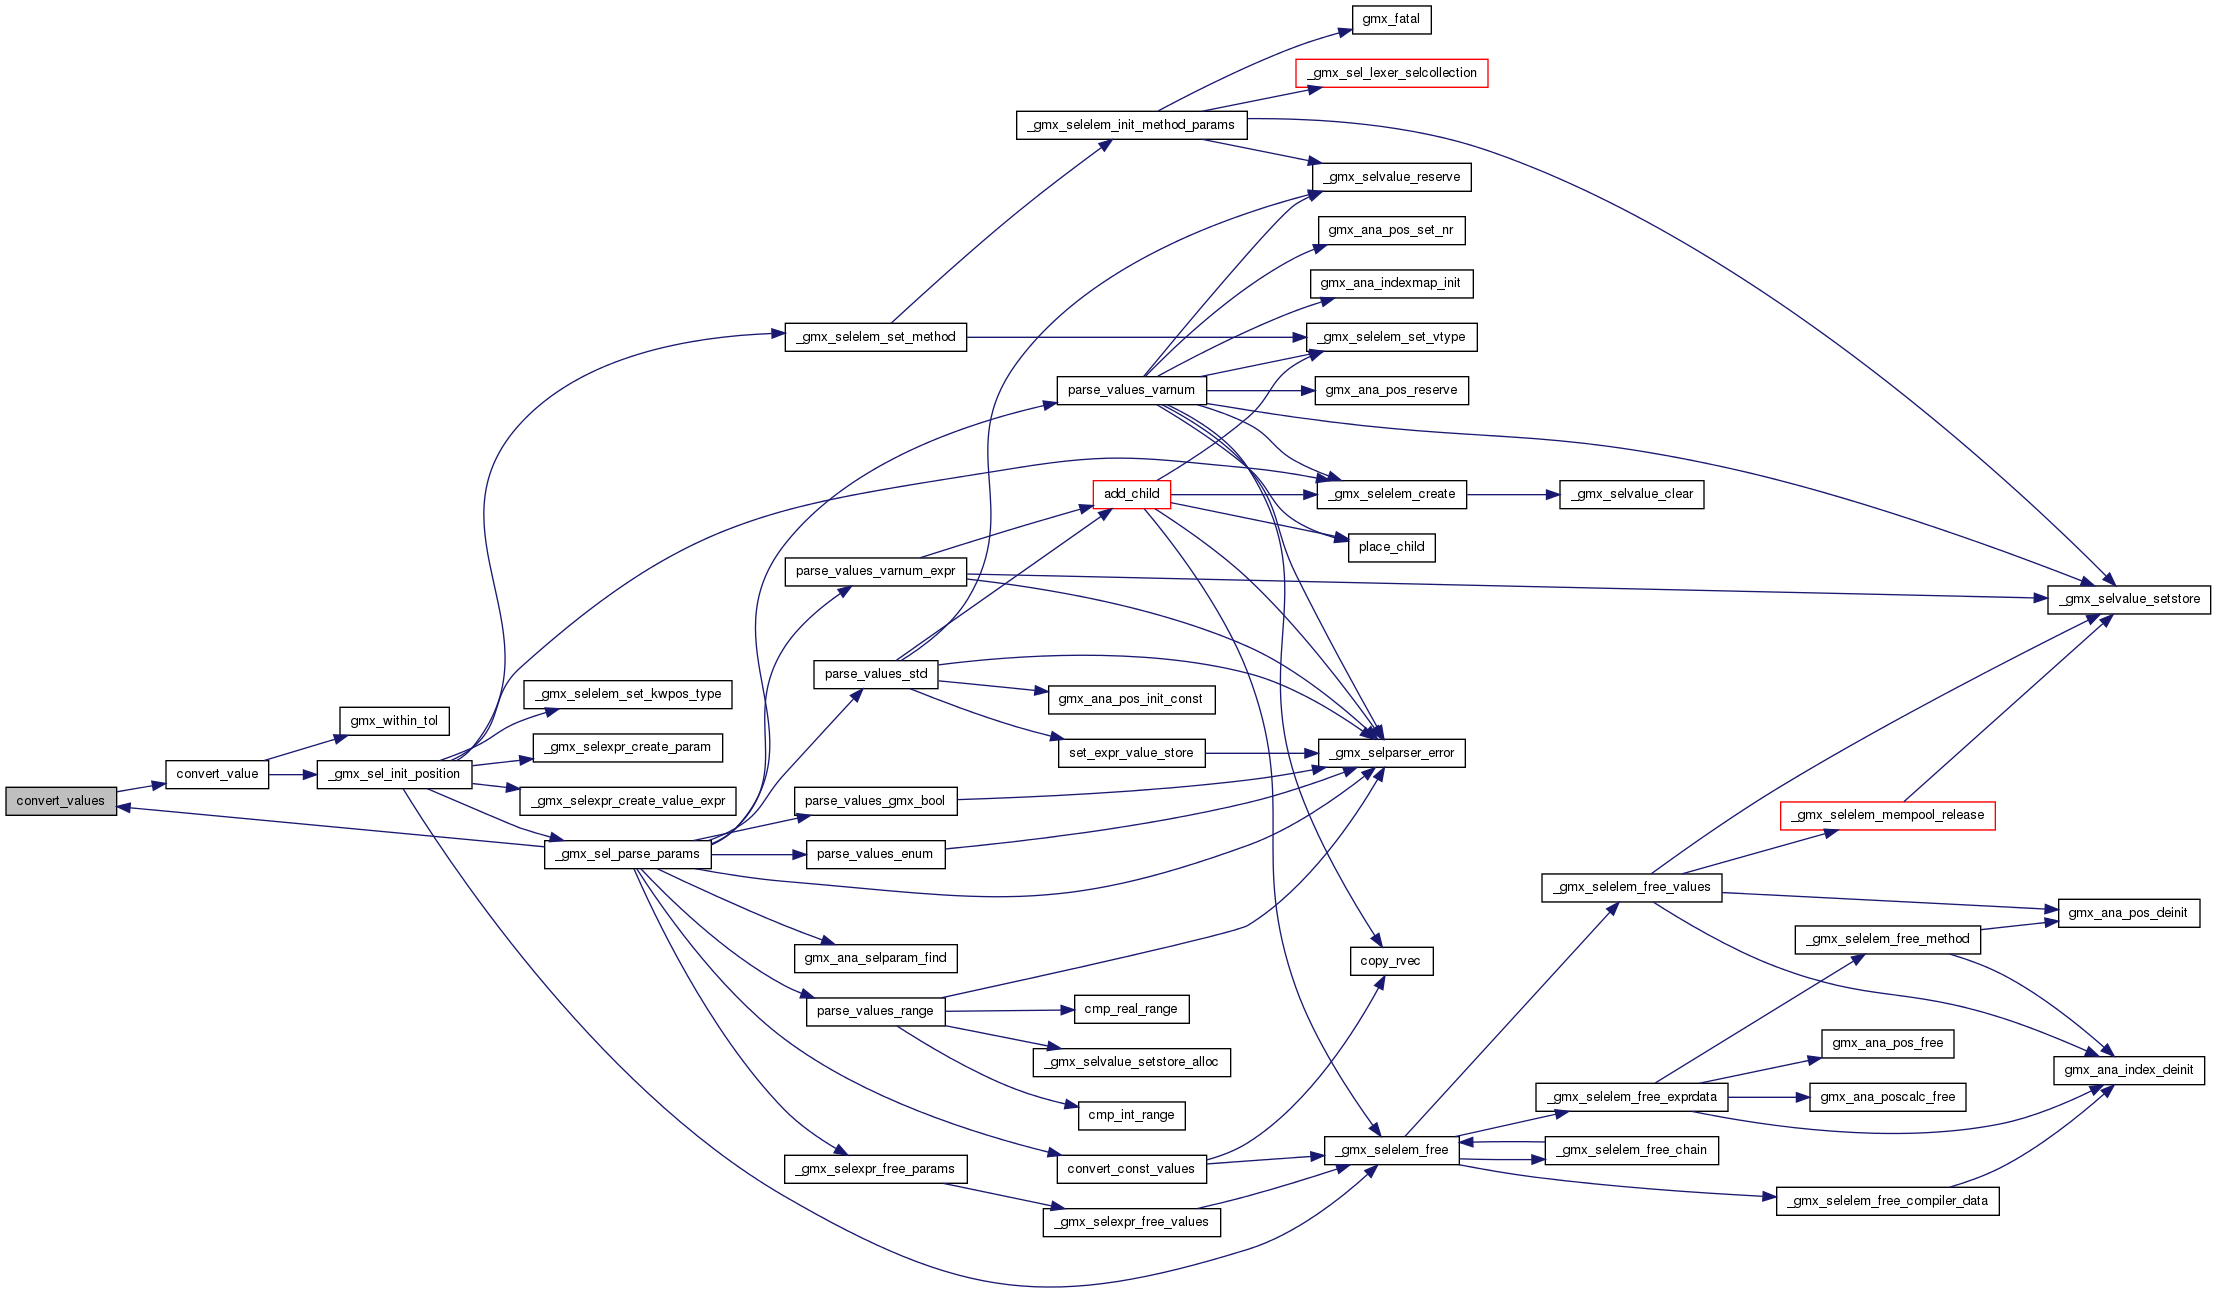 gmx_fatal
_gmx_sel_lexer_selcollection
_gmx_selelem_init_method_params
_gmx_selvalue_reserve
gmx_ana_pos_set_nr
gmx_ana_indexmap_init
_gmx_selelem_set_method
_gmx_selelem_set_vtype
parse_values_varnum
gmx_ana_pos_reserve
add_child
_gmx_selelem_create
_gmx_selvalue_clear
place_child
parse_values_varnum_expr
_gmx_selvalue_setstore
parse_values_std
_gmx_selelem_set_kwpos_type
gmx_ana_pos_init_const
gmx_within_tol
_gmx_selexpr_create_param
set_expr_value_store
_gmx_selparser_error
convert_value
_gmx_sel_init_position
convert_values
_gmx_selexpr_create_value_expr
parse_values_gmx_bool
_gmx_selelem_mempool_release
_gmx_sel_parse_params
parse_values_enum
_gmx_selelem_free_values
gmx_ana_pos_deinit
_gmx_selelem_free_method
gmx_ana_selparam_find
copy_rvec
parse_values_range
cmp_real_range
gmx_ana_pos_free
_gmx_selvalue_setstore_alloc
gmx_ana_index_deinit
_gmx_selelem_free_exprdata
gmx_ana_poscalc_free
cmp_int_range
_gmx_selelem_free
_gmx_selelem_free_chain
_gmx_selexpr_free_params
convert_const_values
_gmx_selelem_free_compiler_data
_gmx_selexpr_free_values